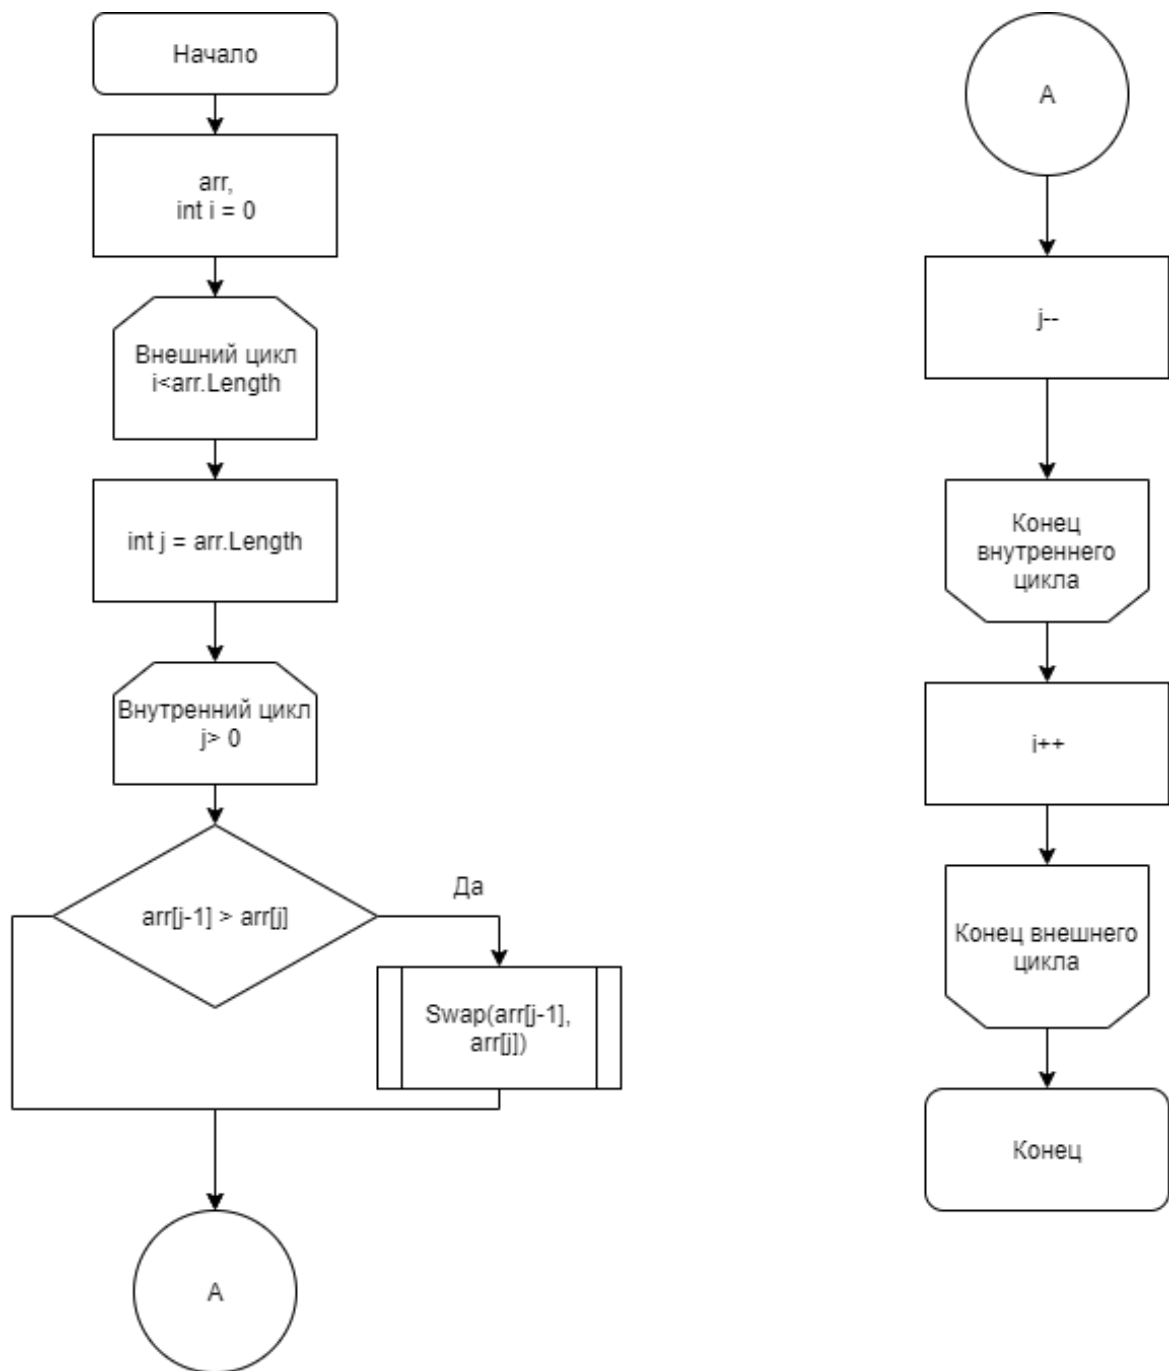 Начало
arr,
int i = 0
Внешний цикл
i<arr.Length
int j = arr.Length
Внутренний цикл
j> 0
arr[j-1] > arr[j]
Да
Swap(arr[j-1],
arr[j])
A
A
j--
Конец
внутреннего
цикла
i++
Конец внешнего
цикла
Конец